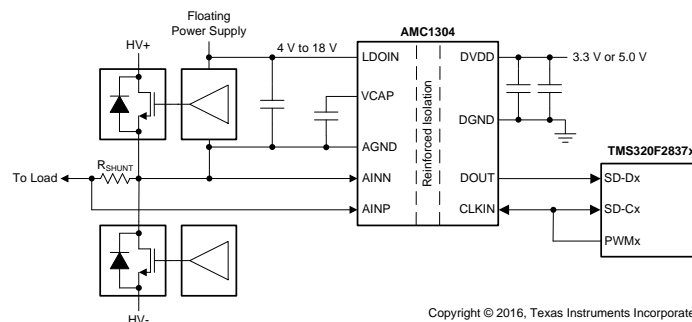 Floating
Power Supply
HV+
4 V to 18 V
AMC1304
LDOIN
DVDD
3.3 V or 5.0 V
VCAP
Reinforced Isolation
AGND
DGND
TMS320F2837x
RSHUNT
To Load
AINN
DOUT
SD-Dx
AINP
CLKIN
SD-Cx
PWMx
HV-
Copyright © 2016, Texas Instruments Incorporate